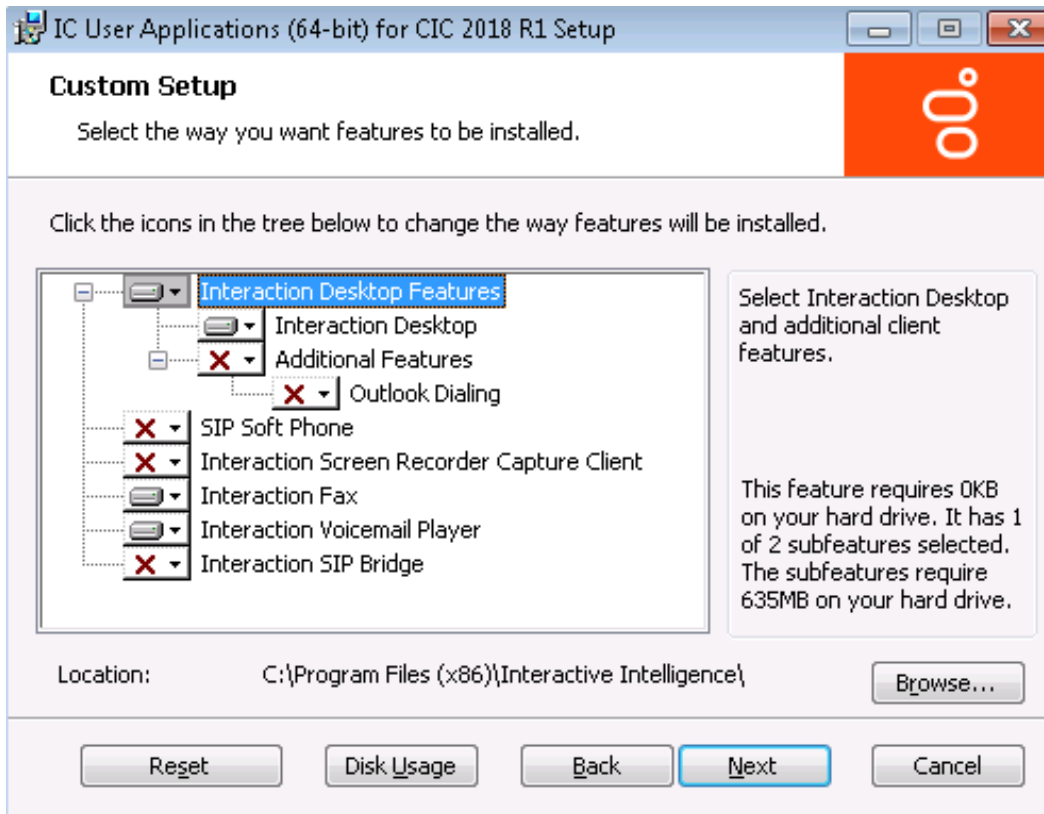 IC User Applications (64-bit) for CIC 2018 R1 Setup
Custom Setup
Select the way you want features to be installed.
Click the icons in the tree below to change the way features will be installed.
Interaction Desktop Features
Interaction Desktop
Additional Features
Outlook Dialing
SIP Soft Phone
Interaction Screen Recorder Capture Client
Interaction Fax
Interaction Voicemail Player
Interaction SIP Bridge
Select Interaction Desktop
and additional client
features.
This feature requires 0KB
on your hard drive. It has 1
of 2 subfeatures selected.
The subfeatures require
635MB on your hard drive.
Location: C:\Program Files (x86)\Interactive Intelligence\
Browse...
Reset Disk Usage Back Next Cancel